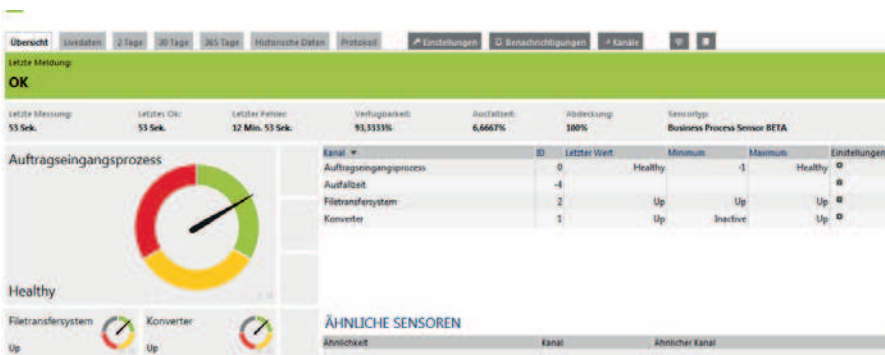 Übersicht Livedaten 2 Tage 30 Tage 365 Tage Historische Daten Protokoll Einstellungen Benachrichtigungen Kanäle
Letzte Meldung:
OK
Letzte Messung: Letztes Ok: Letzter Fehler: Verfügbarkeit: Ausfallzeit: Abdeckung: Sensortyp:
53 Sek. 53 Sek. 12 Min. 53 Sek. 93,3333% 6,6667% 100% Business Process Sensor BETA
Auftragseingangsprozess
Healthy
Filetransfersystem Konverter
Up Up
Kanal ID Letzter Wert Minimum Maximum Einstellungen
Auftragseingangsprozess 0 Healthy -1 Healthy
Ausfallzeit -4
Filetransfersystem 2 Up Up Up
Konverter 1 Up Inactive Up
ÄHNLICHE SENSOREN
Ähnlichkeit Kanal Ähnlicher Kanal